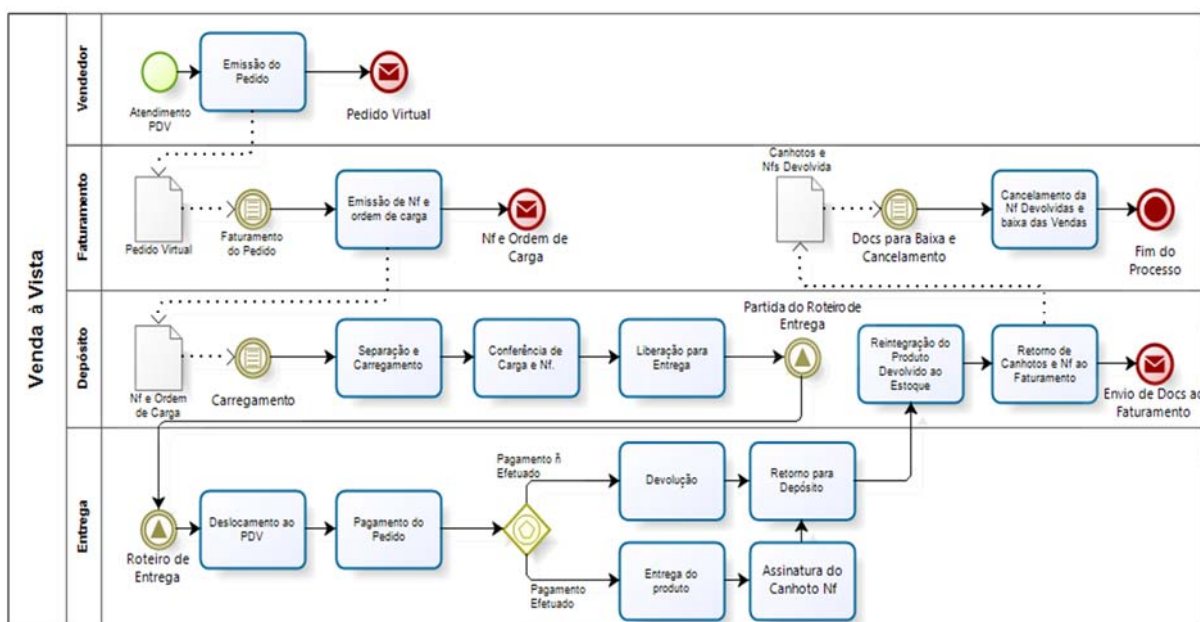 Venda à Vista
Vendedor
Atendimento
PDV
Emissão do
Pedido
Pedido Virtual
Faturamento
Pedido Virtual
Faturamento
do Pedido
Emissão de Nf e
ordem de carga
Nf e Ordem de
Carga
Canhotos e
Nfs Devolvida
Docs para Baixa e
Cancelamento
Cancelamento da
Nf Devolvidas e
baixa das Vendas
Fim do
Processo
Depósito
Nf e Ordem
de Carga
Carregamento
Separação e
Carregamento
Conferência de
Carga e Nf.
Liberação para
Entrega
Partida do Roteiro de
Entrega
Reintegração do
Produto
Devolvido ao
Estoque
Retorno de
Canhotos e Nf ao
Faturamento
Envio de Docs ao
Faturamento
Entrega
Roteiro de
Entrega
Deslocamento ao
PDV
Pagamento do
Pedido
Pagamento ñ
Efetuado
Devolução
Retorno para
Depósito
Pagamento
Efetuado
Entrega do
produto
Assinatura do
Canhoto Nf